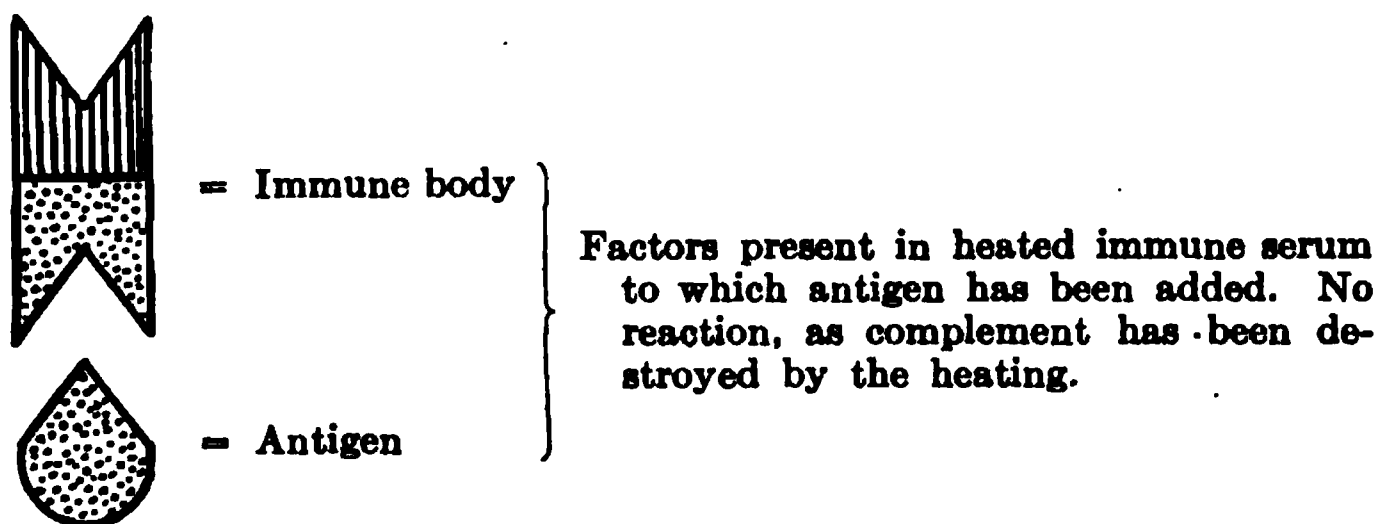 = Immune body
Factors present in heated immune serum
to which antigen has been added. No
reaction, as complement has been de-
stroyed by the heating.
= Antigen